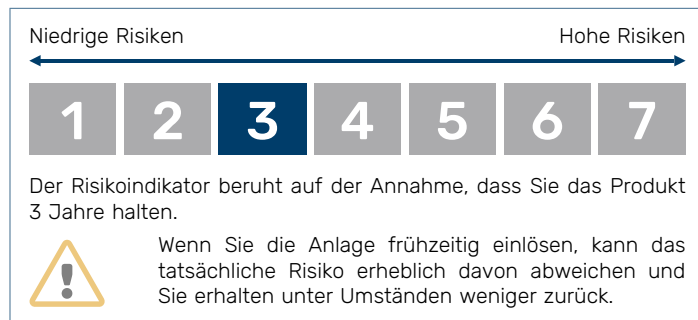 Niedrige Risiken Hohe Risiken
1 2 3 4 5 6 7
Der Risikoindikator beruht auf der Annahme, dass Sie das Produkt
3 Jahre halten.
Wenn Sie die Anlage frühzeitig einlösen, kann das
tatsächliche Risiko erheblich davon abweichen und
Sie erhalten unter Umständen weniger zurück.